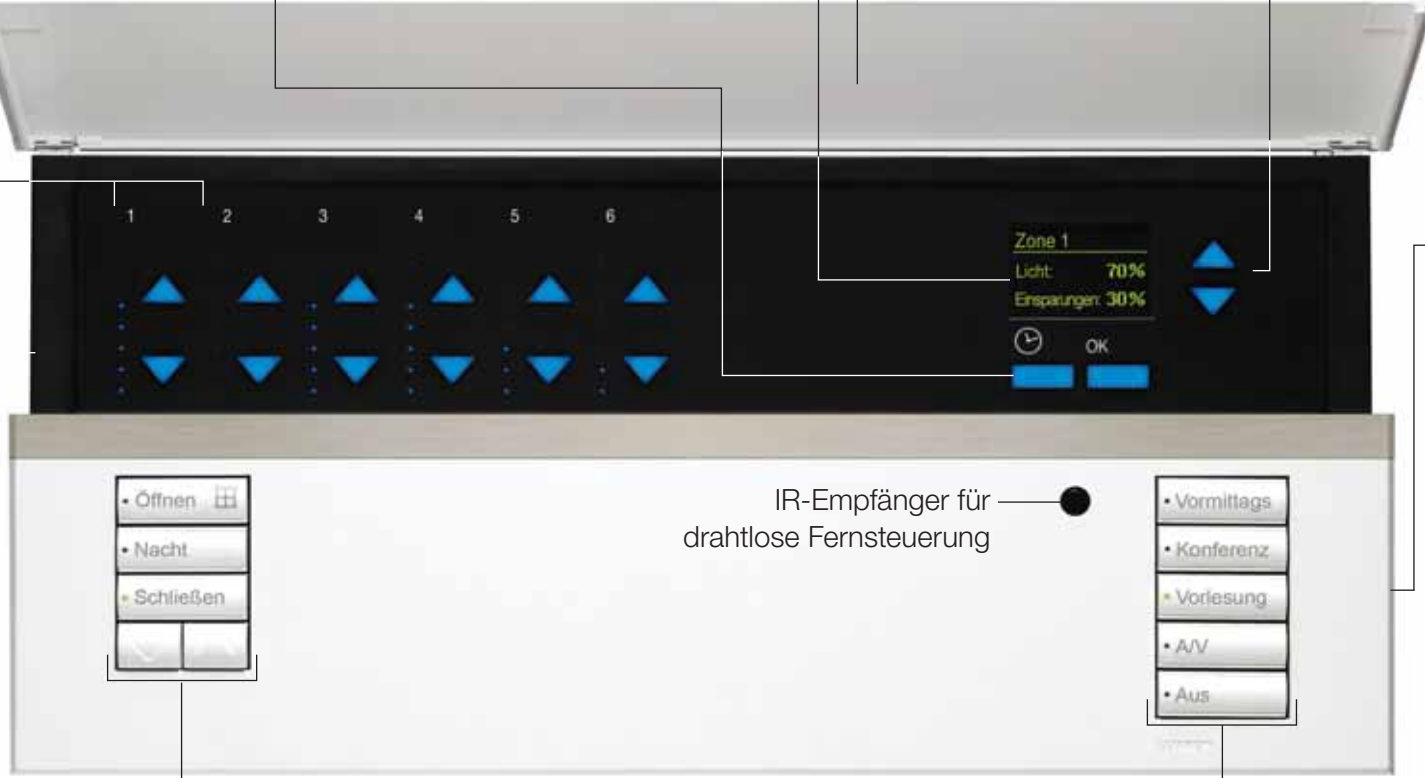 1 2 3 4 5 6
Zone 1
Licht: 70%
Einsparungen: 30%
OK
Öffnen
Nacht
Schließen
IR-Empfänger für
drahtlose Fernsteuerung
Vormittags
Konferenz
Vorlesung
A/V
Aus